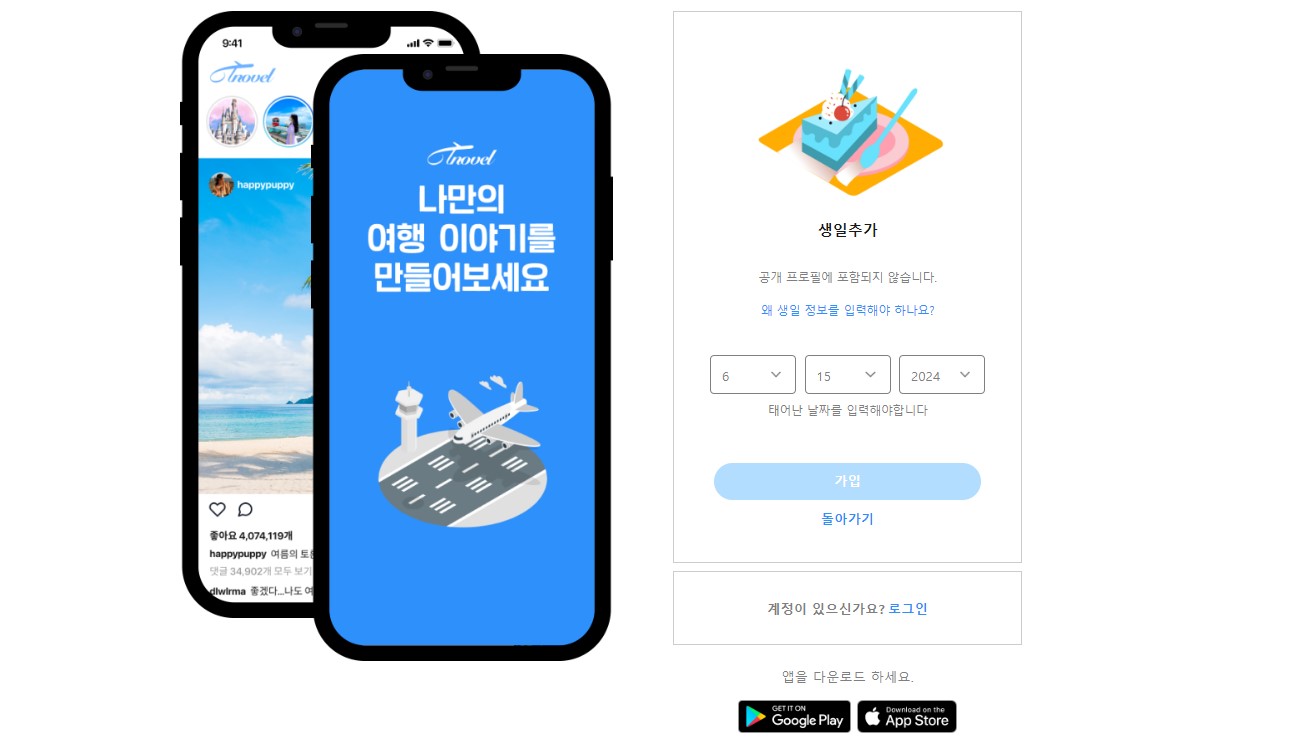 9:41
Tnovel
happypuppy
좋아요 4,074,119개
happypuppy 여름의
댓글 34,902개 모두 보기
dlwlrma 좋겠다...나도 여
Tnovel
나만의
여행 이야기를
만들어보세요
생일추가
공개 프로필에 포함되지 않습니다.
왜 생일 정보를 입력해야 하나요?
6 15 2024
태어난 날짜를 입력해야합니다
가입
돌아가기
계정이 있으신가요? 로그인
앱을 다운로드 하세요.
GET IT ON
Google Play
Download on the
App Store